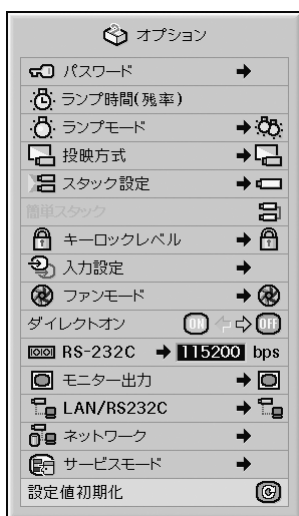 オプション
パスワード
ランプ時間(残率)
ランプモード
投映方式
スタック設定
簡単スタック
キーロックレベル
入力設定
ファンモード
ダイレクトオン ON OFF
RS-232C 115200 bps
モニター出力
LAN/RS232C
ネットワーク
サービスモード
設定値初期化